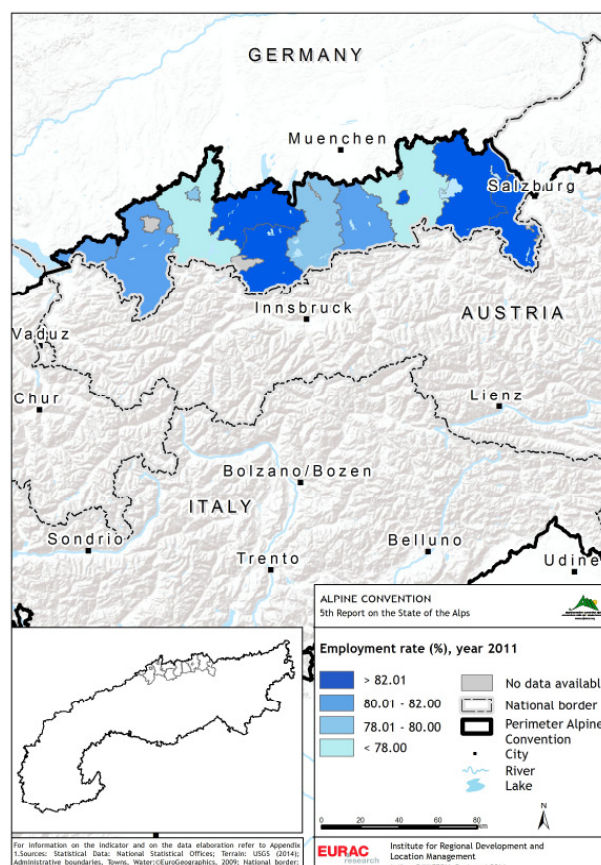 GERMANY
Muenchen
Salzburg
Innsbruck
AUSTRIA
Vaduz
Chur
Lienz
Bolzano/Bozen
ITALY
Sondrio
Belluno
Trento
Udine
ALPINE CONVENTION
5th Report on the State of the Alps
Employment rate (%), year 2011
> 82.01
80.01 - 82.00
78.01 - 80.00
< 78.00
No data available
National border
Perimeter Alpine
Convention
City
River
Lake
0 20 40 60 80
N
For information on the indicator and on the data elaboration refer to Appendix
1.Sources: Statistical Data: National Statistical Offices; Terrain: USGS (2014);
Administrative boundaries, Towns, Water:©EuroGeographics, 2009; National border:
EURAC
research
Institute for Regional Development and
Location Management